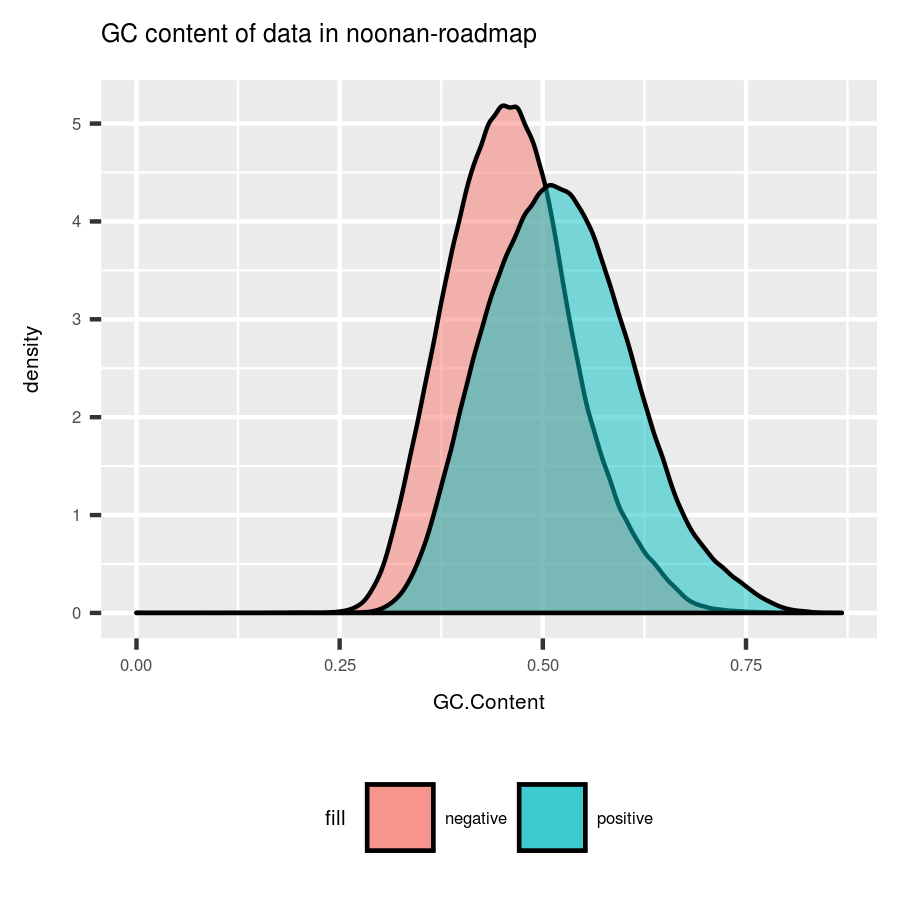 GC content of data in noonan-roadmap
density
5
4
3
2
1
0
0.00 0.25 0.50 0.75
GC.Content
fill negative positive